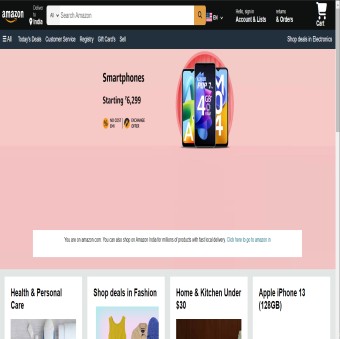 amazon
Deliver to
India
All
Search Amazon
EN
Hello, sign in
Account & Lists
returns
& Orders
Cart
All
Today's Deals
Customer Service
Registry
Gift Card's
Sell
Shop deals in Electronics
Smartphones
Starting ₹6,299
NO COST EMI
EXCHANGE OFFER
You are on amazon.com. You can also shop on Amazon India for millions of products with fast local delivery. Click here to go to amazon.in
Health & Personal
Care
Shop deals in Fashion
Home & Kitchen Under
$30
Apple iPhone 13
(128GB)